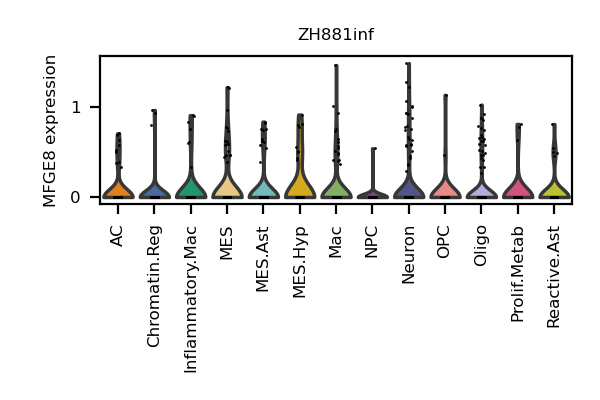 ZH881inf
MFGE8 expression
1
0
AC
Chromatin.Reg
Inflammatory.Mac
MES
MES.Ast
MES.Hyp
Mac
NPC
Neuron
OPC
Oligo
Prolif.Metab
Reactive.Ast